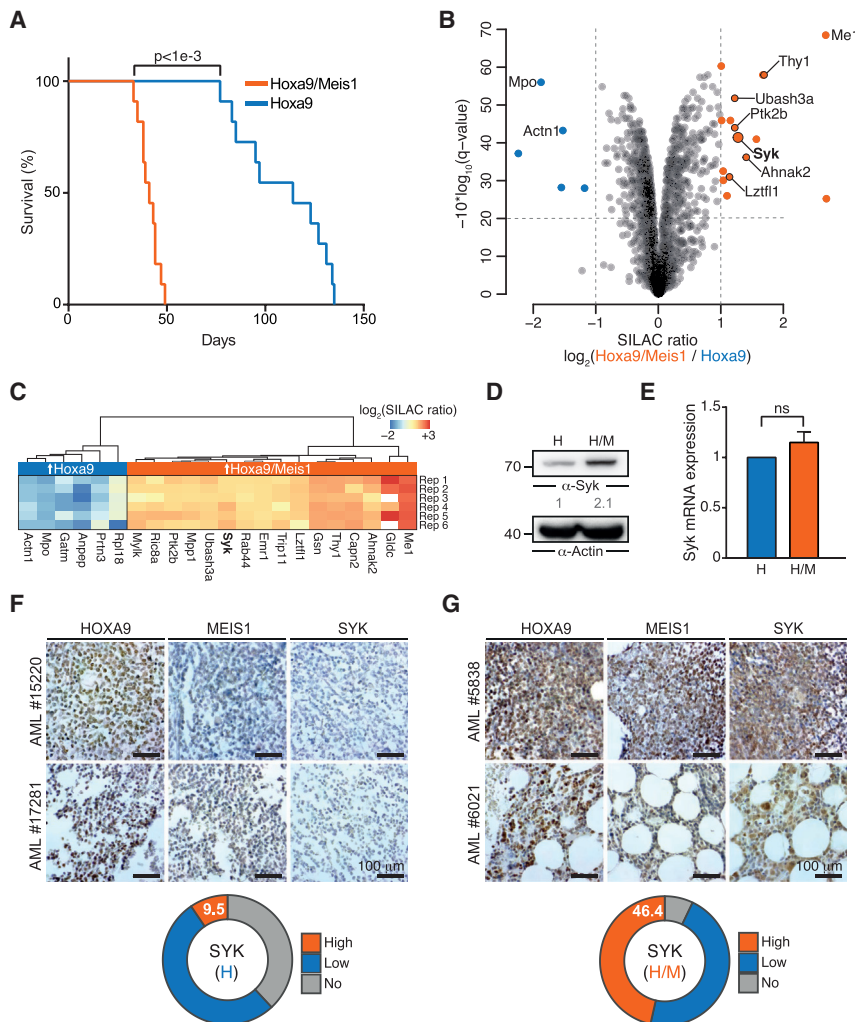 A
p<1e-3
Hoxa9/Meis1
Hoxa9
100
50
0
Survival (%)
0
50
100
150
Days
B
70
60
50
40
30
20
10
0
-10*log10(q-value)
Mpo
Actn1
Me1
Thy1
Ubash3a
Ptk2b
Syk
Ahnak2
Lztfl1
−2
−1
0
1
2
SILAC ratio
log2(Hoxa9/Meis1 / Hoxa9)
C
log2(SILAC ratio)
−2
+3
↑Hoxa9
↑Hoxa9/Meis1
Rep 1
Rep 2
Rep 3
Rep 4
Rep 5
Rep 6
Actn1
Mpo
Gatm
Anpep
Prtn3
Rpl18
Mylk
Ric8a
Ptk2b
Mpp1
Ubash3a
Syk
Rab44
Emr1
Trip11
Lztfl1
Gsn
Thy1
Capn2
Ahnak2
Gldc
Me1
D
H
H/M
70
α-Syk
1
2.1
40
α-Actin
E
ns
1.5
1
0.5
0
Syk mRNA expression
H
H/M
F
HOXA9
MEIS1
SYK
AML #15220
AML #17281
100 µm
9.5
SYK
(H)
High
Low
No
G
HOXA9
MEIS1
SYK
AML #5838
AML #6021
100 µm
46.4
SYK
(H/M)
High
Low
No